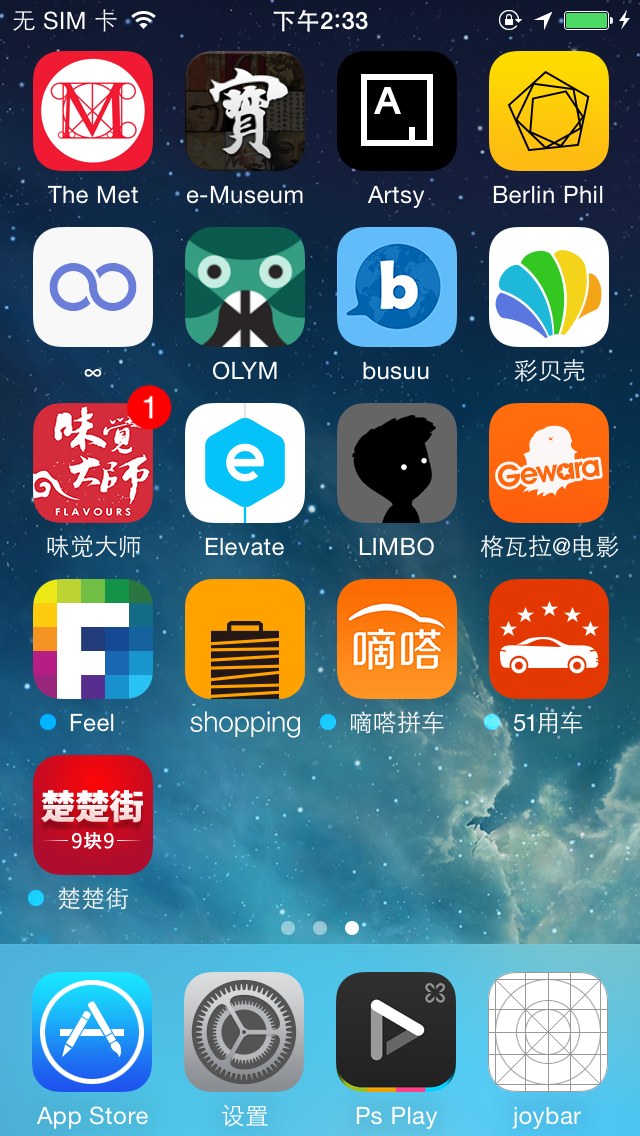 无 SIM 卡 下午2:33
M 寶 A
The Met e-Museum Artsy Berlin Phil
b
∞ OLYM busuu 彩贝壳
1
味觉大师 FLAVOURS e Gewara
味觉大师 Elevate LIMBO 格瓦拉@电影
F 嘀嗒
Feel shopping 嘀嗒拼车 51用车
楚楚街
9块9
楚楚街
App Store 设置 Ps Play joybar